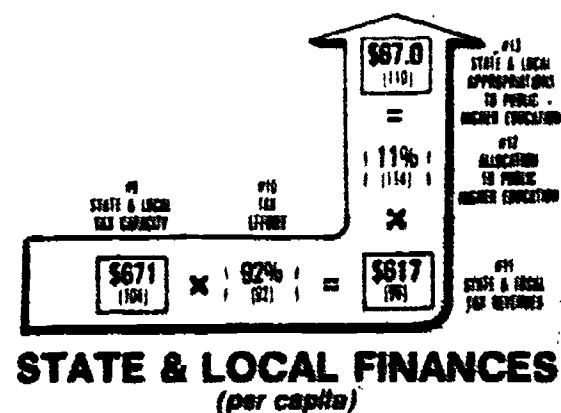 $67.0
(110)
#13
STATE & LOCAL
APPROPRIATIONS
TO PUBLIC
HIGHER EDUCATION
=
11%
#12
ALLOCATION
TO PUBLIC
HIGHER EDUCATION
×
#9
STATE & LOCAL
TAX CAPACITY
#10
TAX
EFFORT
$671 × 92% = $617
(104) (92) (96)
#11
STATE & LOCAL
TAX REVENUES
STATE & LOCAL FINANCES
(per capita)